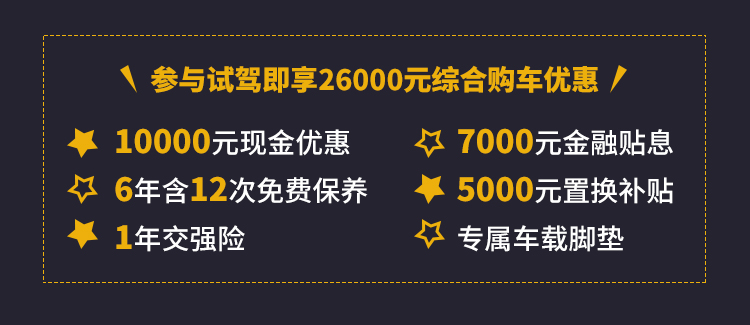 参与试驾即享26000元综合购车优惠
10000元现金优惠
7000元金融贴息
6年含12次免费保养
5000元置换补贴
1年交强险
专属车载脚垫